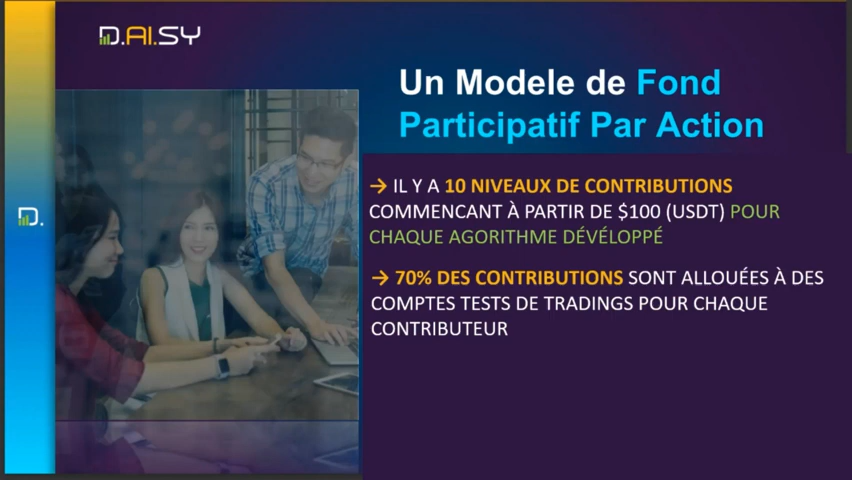 D.AI.SY
Un Modele de Fond
Participatif Par Action
→ IL Y A 10 NIVEAUX DE CONTRIBUTIONS
COMMENCANT À PARTIR DE $100 (USDT) POUR
CHAQUE AGORITHME DÉVÉLOPPÉ
→ 70% DES CONTRIBUTIONS SONT ALLOUÉES À DES
COMPTES TESTS DE TRADINGS POUR CHAQUE
CONTRIBUTEUR
D.